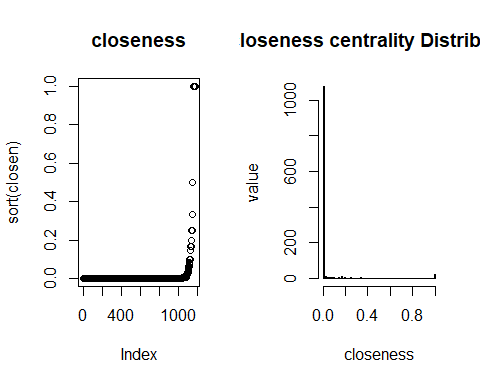 closeness
sort(closen)
1.0
0.8
0.6
0.4
0.2
0.0
0 400 1000
Index
loseness centrality Distrib
value
1000
600
200
0
0.0 0.4 0.8
closeness